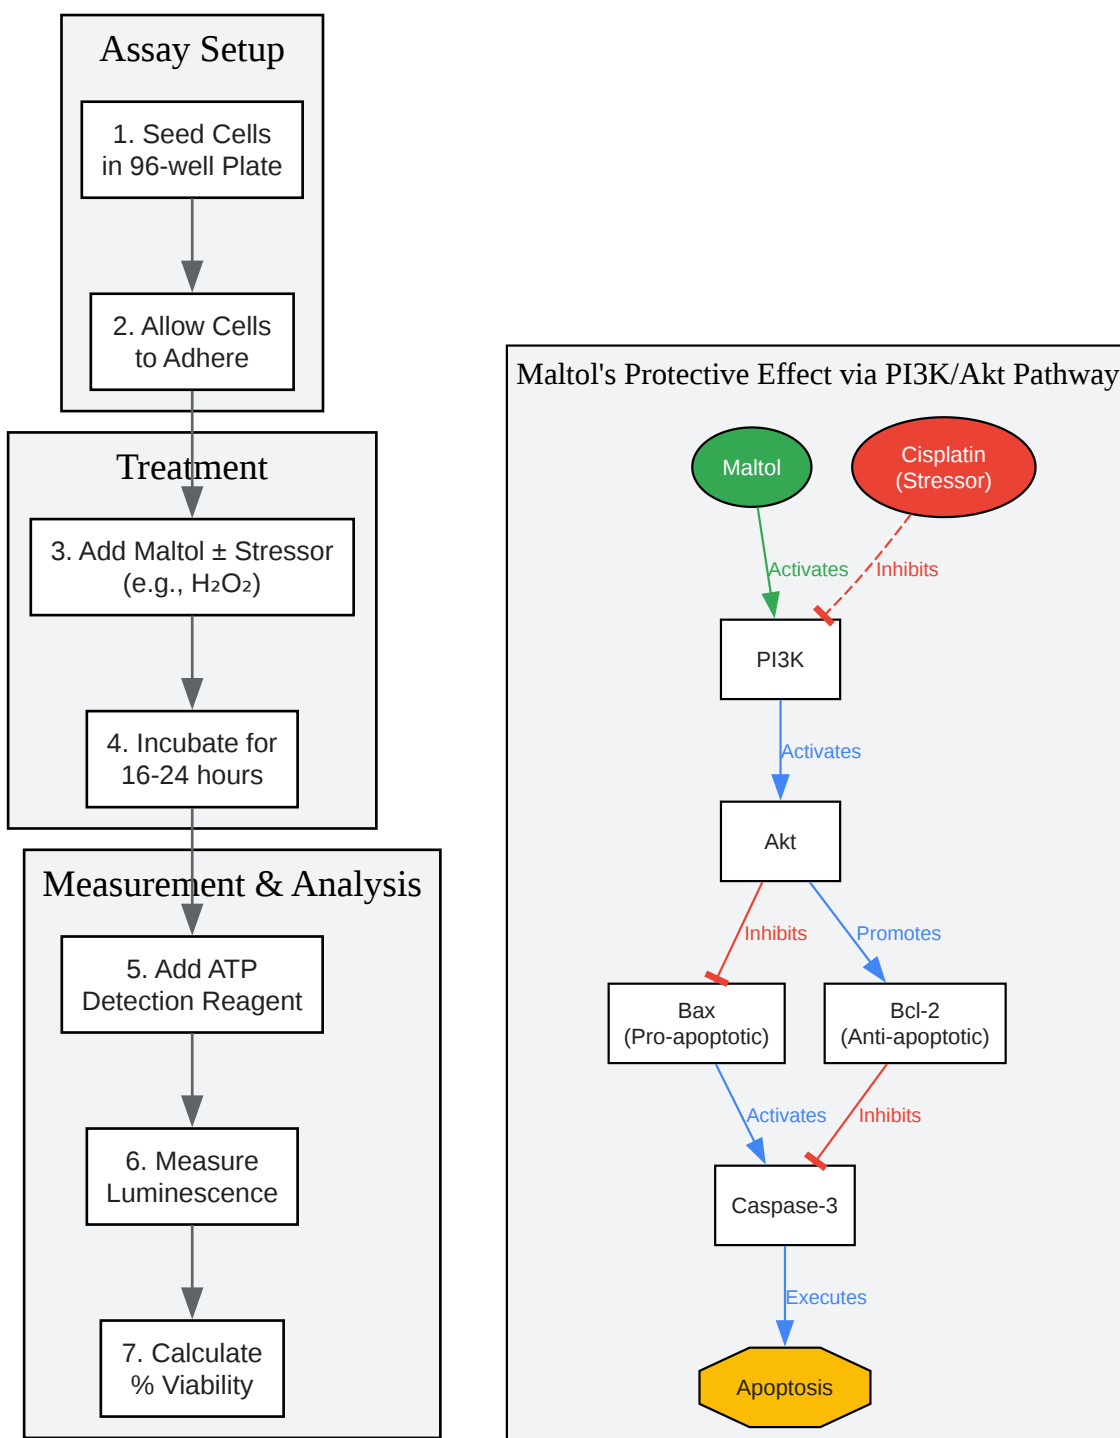 Assay Setup
1. Seed Cells
in 96-well Plate
2. Allow Cells
to Adhere
Treatment
3. Add Maltol ± Stressor
(e.g., H₂O₂)
4. Incubate for
16-24 hours
Measurement & Analysis
5. Add ATP
Detection Reagent
6. Measure
Luminescence
7. Calculate
% Viability
Maltol's Protective Effect via PI3K/Akt Pathway
Maltol
Cisplatin
(Stressor)
Activates
Inhibits
PI3K
Activates
Akt
Inhibits
Promotes
Bax
(Pro-apoptotic)
Bcl-2
(Anti-apoptotic)
Activates
Inhibits
Caspase-3
Executes
Apoptosis